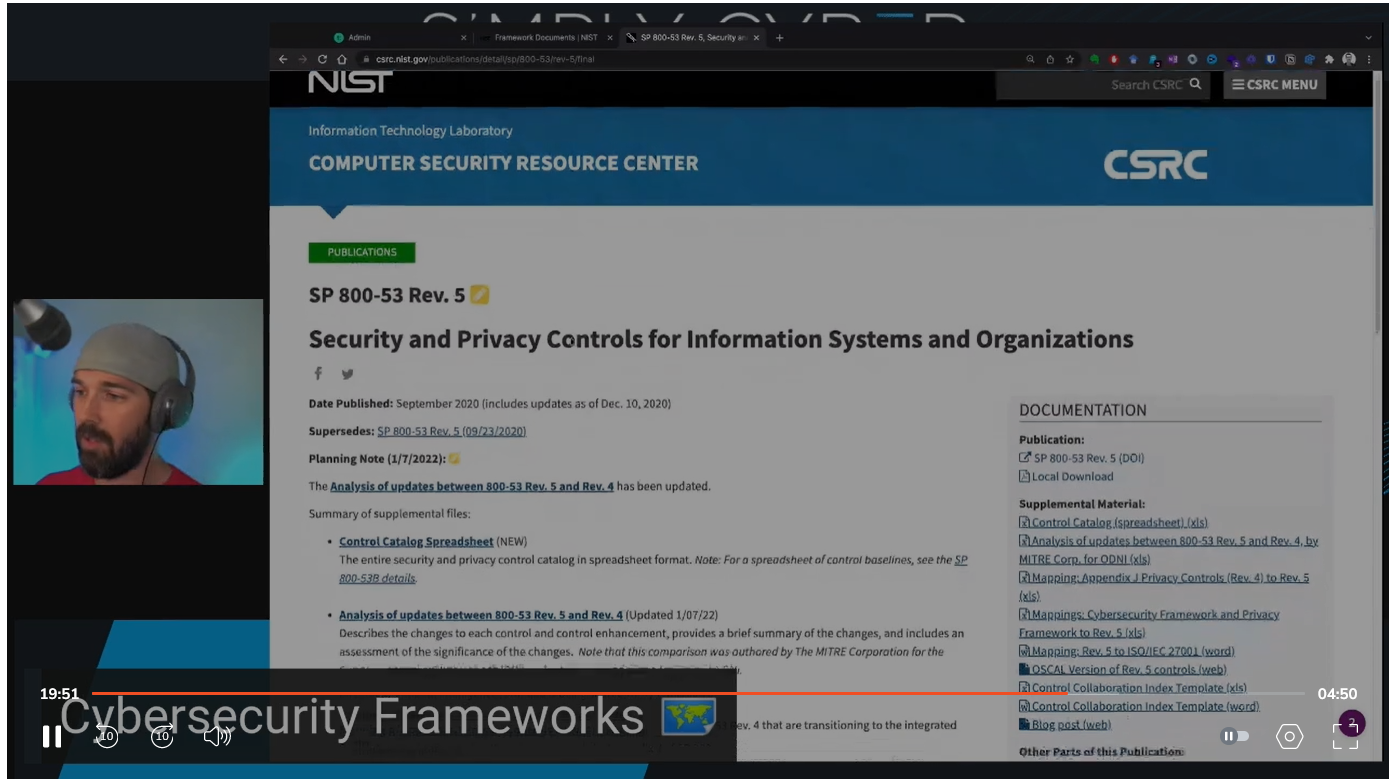 SIMPLY CYBER
Admin
Framework Documents | NIST
SP 800-53 Rev. 5, Security an
csrc.nist.gov/publications/detail/sp/800-53/rev-5/final
NIST
Search CSRC
CSRC MENU
Information Technology Laboratory
COMPUTER SECURITY RESOURCE CENTER
CSRC
PUBLICATIONS
SP 800-53 Rev. 5
Security and Privacy Controls for Information Systems and Organizations
Date Published: September 2020 (includes updates as of Dec. 10, 2020)
Supersedes: SP 800-53 Rev. 5 (09/23/2020)
Planning Note (1/7/2022):
The Analysis of updates between 800-53 Rev. 5 and Rev. 4 has been updated.
Summary of supplemental files:
• Control Catalog Spreadsheet (NEW)
The entire security and privacy control catalog in spreadsheet format. Note: For a spreadsheet of control baselines, see the SP
800-53B details.
• Analysis of updates between 800-53 Rev. 5 and Rev. 4 (Updated 1/07/22)
Describes the changes to each control and control enhancement, provides a brief summary of the changes, and includes an
assessment of the significance of the changes. Note that this comparison was authored by The MITRE Corporation for the
ev. 4 that are transitioning to the integrated
DOCUMENTATION
Publication:
SP 800-53 Rev. 5 (DOI)
Local Download
Supplemental Material:
Control Catalog (spreadsheet) (xls)
Analysis of updates between 800-53 Rev. 5 and Rev. 4, by
MITRE Corp. for ODNI (xls)
Mapping: Appendix J Privacy Controls (Rev. 4) to Rev. 5
(xls)
Mappings: Cybersecurity Framework and Privacy
Framework to Rev. 5 (xls)
Mapping: Rev. 5 to ISO/IEC 27001 (word)
OSCAL Version of Rev. 5 controls (web)
Control Collaboration Index Template (xls)
Control Collaboration Index Template (word)
Blog post (web)
Other Parts of this Publication:
19:51
04:50
Cybersecurity Frameworks
10
10
2